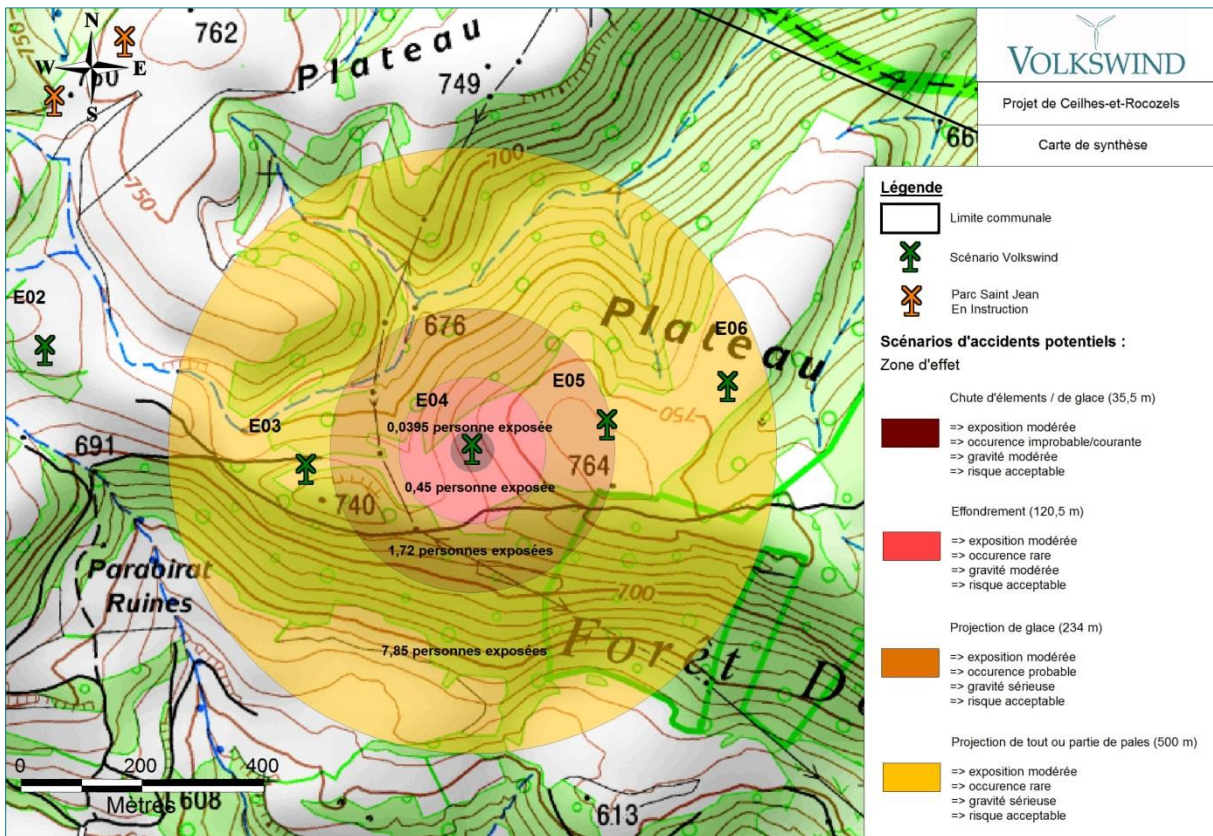 N
W
E
S
762
Plateau
749
750
700
66
750
VOLKSWIND
Projet de Ceilhes-et-Rocozels
Carte de synthèse
Légende
Limite communale
Scénario Volkswind
Parc Saint Jean
En Instruction
Scénarios d'accidents potentiels :
Zone d'effet
Chute d'élements / de glace (35,5 m)
=> exposition modérée
=> occurence improbable/courante
=> gravité modérée
=> risque acceptable
Effondrement (120,5 m)
=> exposition modérée
=> occurence rare
=> gravité modérée
=> risque acceptable
Projection de glace (234 m)
=> exposition modérée
=> occurence probable
=> gravité sérieuse
=> risque acceptable
Projection de tout ou partie de pales (500 m)
=> exposition modérée
=> occurence rare
=> gravité sérieuse
=> risque acceptable
E02
676
Plateau
E06
E05
E04
750
E03
0,0395 personne exposée
691
764
0,45 personne exposée
740
1,72 personnes exposées
Parabirat
Ruines
700
7,85 personnes exposées
Forêt D
0 200 400
Mètres
608
613